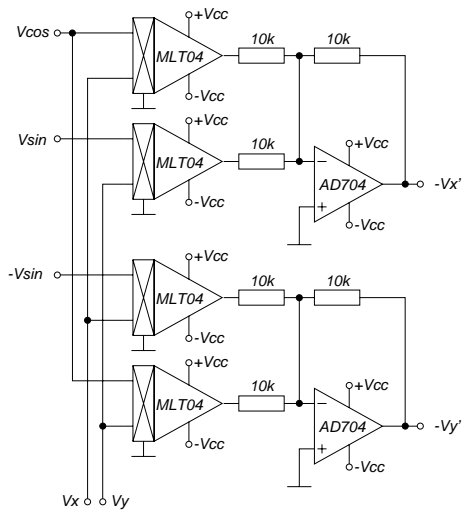 Vcos
+Vcc
10k
10k
MLT04
-Vcc
+Vcc
Vsin
10k
+Vcc
MLT04
−
AD704
-Vx'
-Vcc
+
-Vcc
-Vsin
+Vcc
10k
10k
MLT04
-Vcc
+Vcc
10k
+Vcc
MLT04
−
AD704
-Vy'
-Vcc
+
-Vcc
Vx
Vy